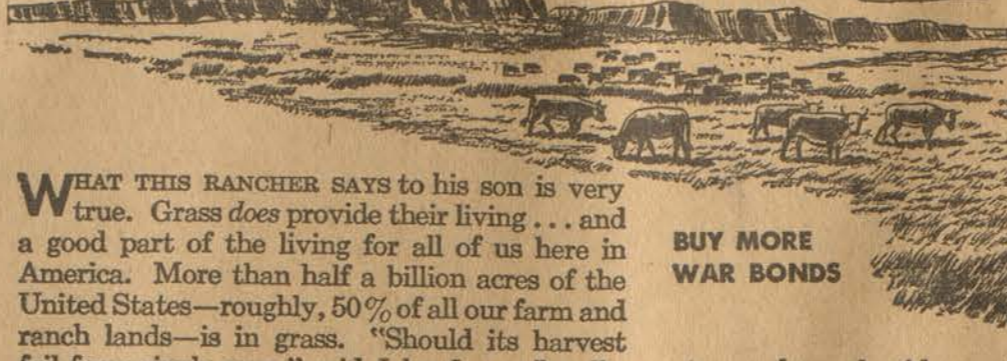 WHAT THIS RANCHER SAYS to his son is very
true. Grass does provide their living . . . and
a good part of the living for all of us here in
America. More than half a billion acres of the
United States—roughly, 50% of all our farm and
ranch lands—is in grass. "Should its harvest
BUY MORE
WAR BONDS